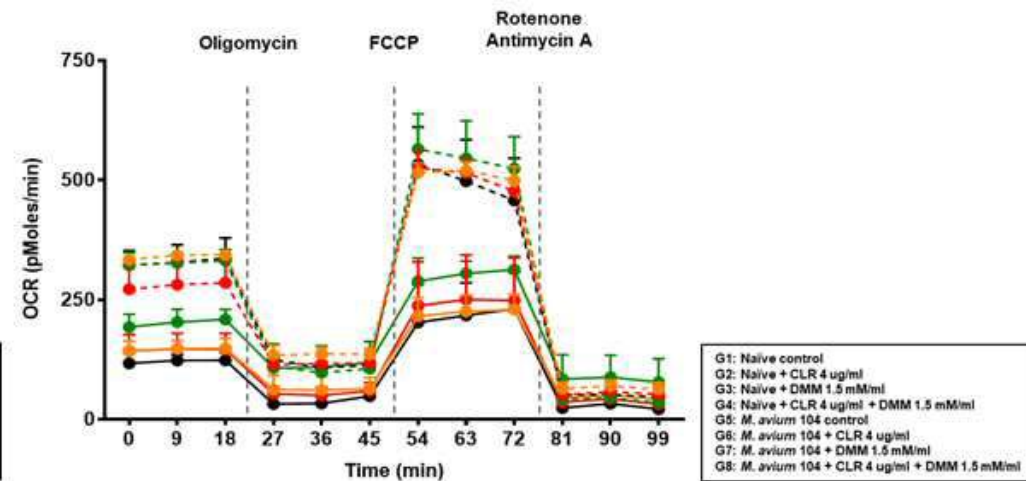 Rotenone
Oligomycin FCCP Antimycin A
750
500
250
0
OCR (pMoles/min)
0 9 18 27 36 45 54 63 72 81 90 99
Time (min)
G1: Naïve control
G2: Naïve + CLR 4 ug/ml
G3: Naïve + DMM 1.5 mM/ml
G4: Naïve + CLR 4 ug/ml + DMM 1.5 mM/ml
G5: M. avium 104 control
G6: M. avium 104 + CLR 4 ug/ml
G7: M. avium 104 + DMM 1.5 mM/ml
G8: M. avium 104 + CLR 4 ug/ml + DMM 1.5 mM/ml